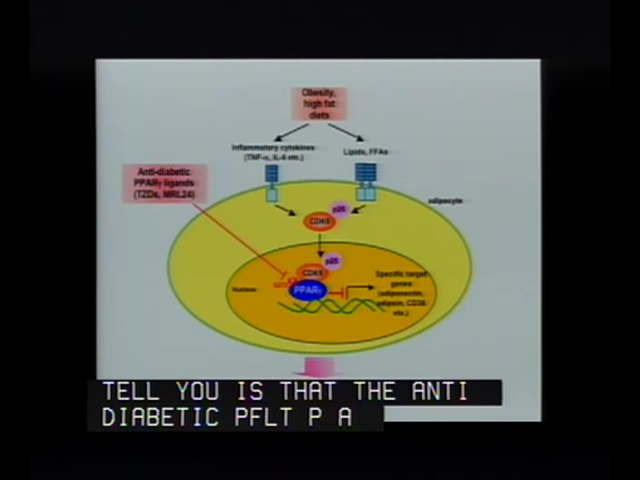 Obesity,
high fat
diets
Inflammatory cytokines
(TNF-α, IL-6 etc.)
Lipids, FFAs
Anti-diabetic
PPARγ ligands
(TZDs, MRL24)
adipocyte
CDK5
Nucleus
CDK5
PPARγ
Specific target
genes
(adiponectin,
adipsin, CD36
etc.)
TELL YOU IS THAT THE ANTI
DIABETIC PFLT P A